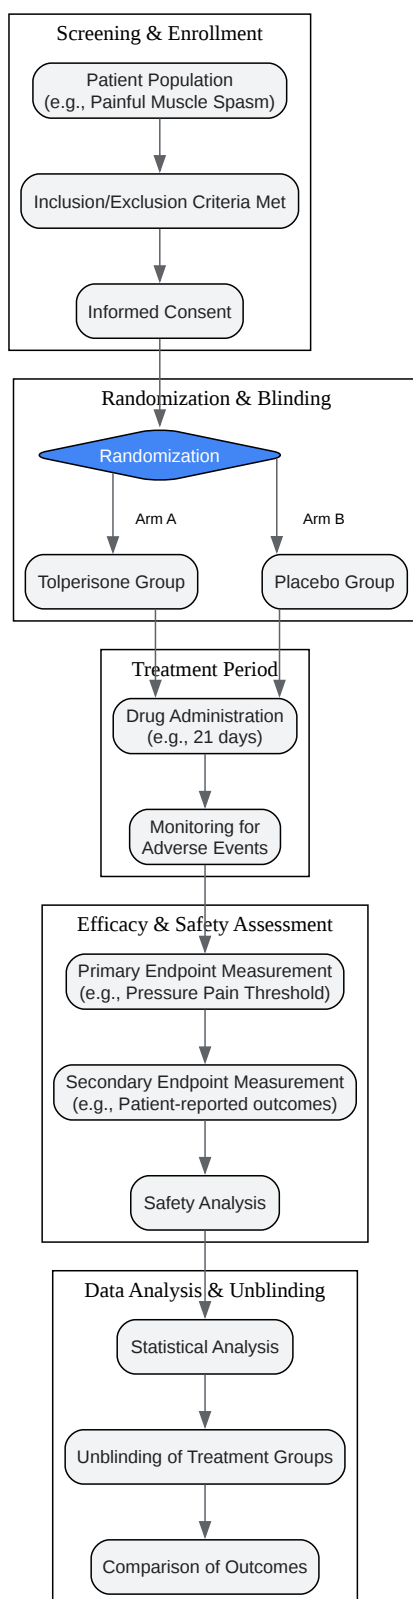 Screening & Enrollment
Patient Population
(e.g., Painful Muscle Spasm)
Inclusion/Exclusion Criteria Met
Informed Consent
Randomization & Blinding
Randomization
Arm A
Arm B
Tolperisone Group
Placebo Group
Treatment Period
Drug Administration
(e.g., 21 days)
Monitoring for
Adverse Events
Efficacy & Safety Assessment
Primary Endpoint Measurement
(e.g., Pressure Pain Threshold)
Secondary Endpoint Measurement
(e.g., Patient-reported outcomes)
Safety Analysis
Data Analysis & Unblinding
Statistical Analysis
Unblinding of Treatment Groups
Comparison of Outcomes